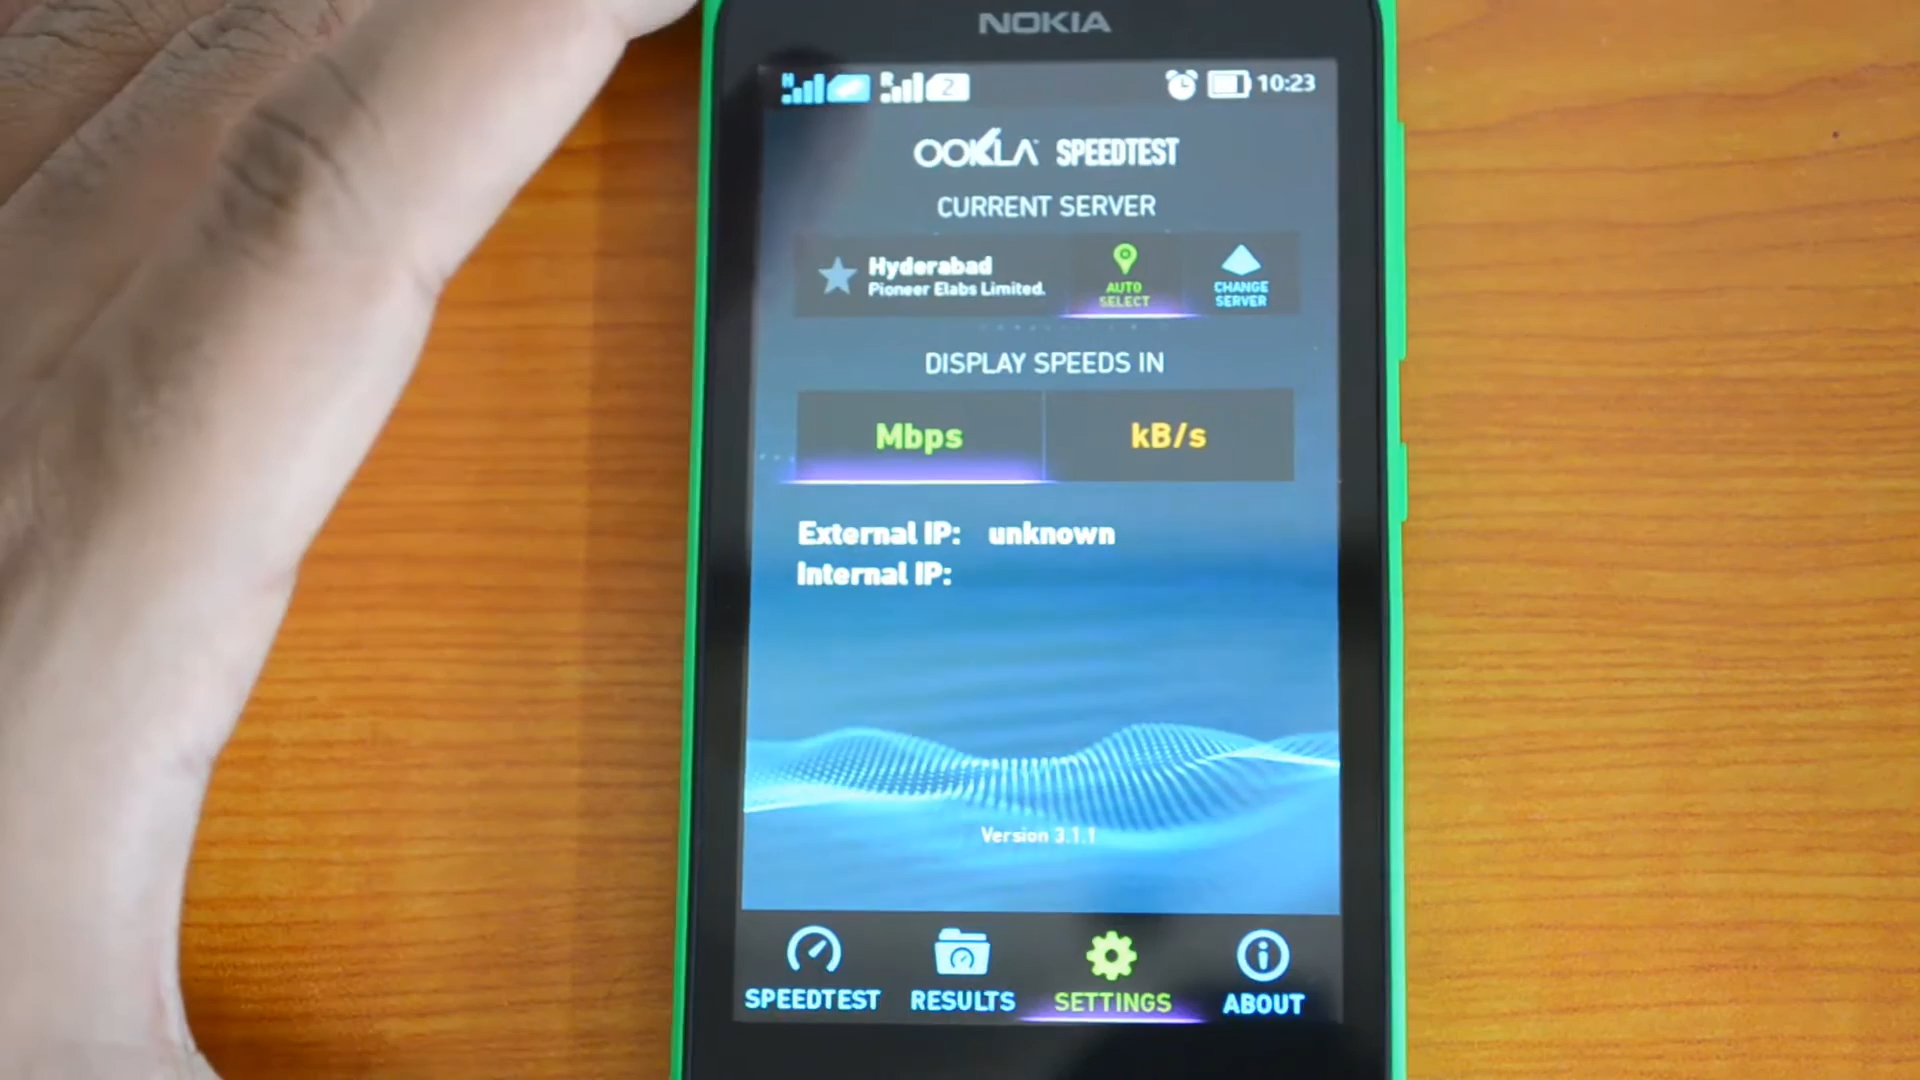 NOKIA
H R 2 10:23
OOKLA SPEEDTEST
CURRENT SERVER
Hyderabad
Pioneer Elabs Limited.
AUTO
SELECT
CHANGE
SERVER
DISPLAY SPEEDS IN
Mbps kB/s
External IP: unknown
Internal IP:
Version 3.1.1
SPEEDTEST RESULTS SETTINGS ABOUT